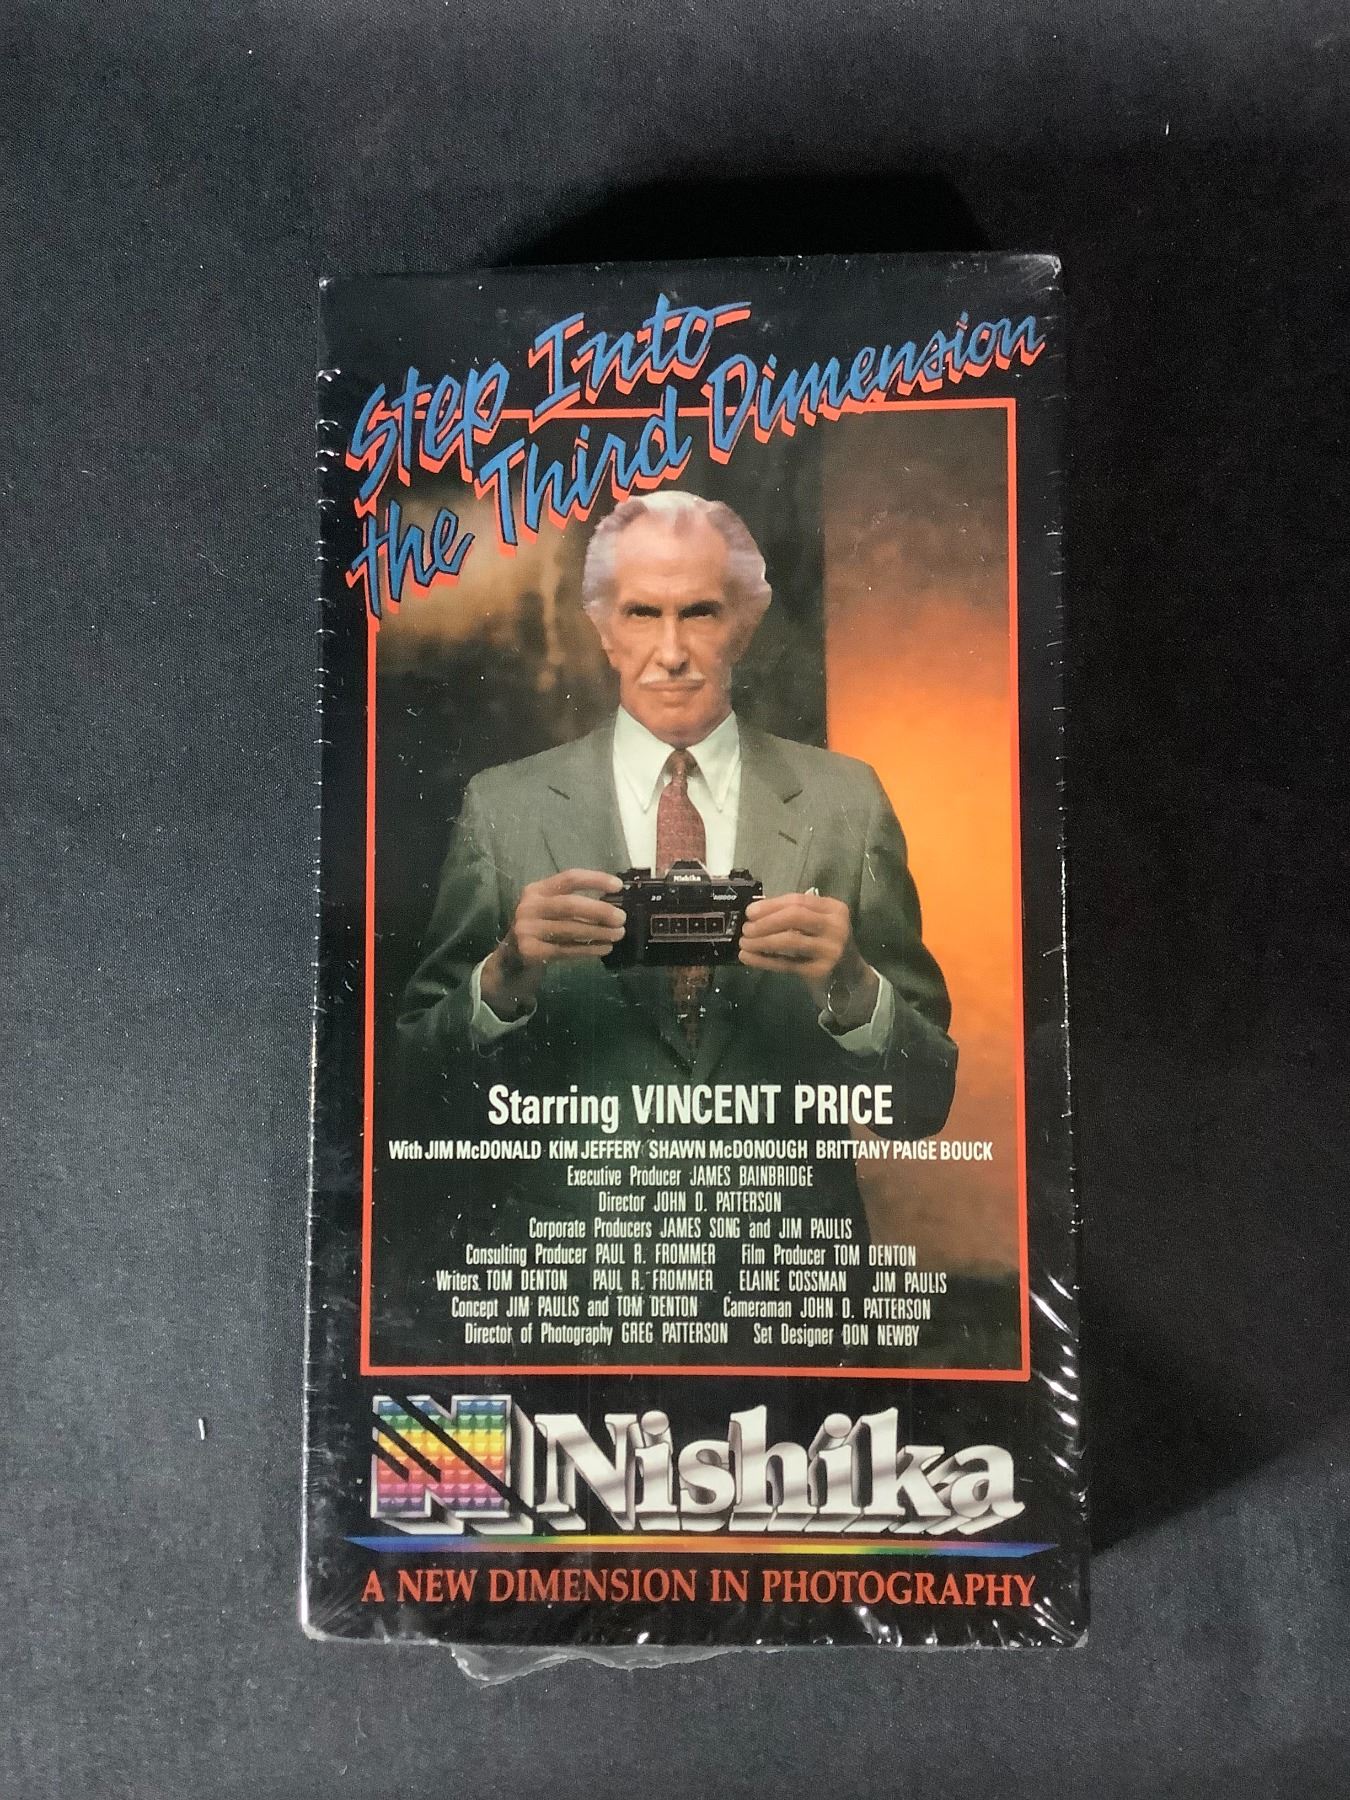 Step Into
the Third Dimension
Nishika
3D N8000
Starring VINCENT PRICE
With JIM McDONALD KIM JEFFERY SHAWN McDONOUGH BRITTANY PAIGE BOUCK
Executive Producer JAMES BAINBRIDGE
Director JOHN D. PATTERSON
Corporate Producers JAMES SONG and JIM PAULIS
Consulting Producer PAUL R. FROMMER Film Producer TOM DENTON
Writers TOM DENTON PAUL R. FROMMER ELAINE COSSMAN JIM PAULIS
Concept JIM PAULIS and TOM DENTON Cameraman JOHN D. PATTERSON
Director of Photography GREG PATTERSON Set Designer DON NEWBY
N Nishika
A NEW DIMENSION IN PHOTOGRAPHY